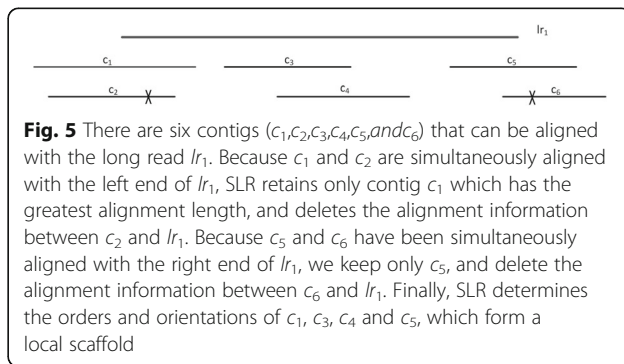 lr₁
c₁ c₃ c₅
c₂ c₄ c₆
Fig. 5 There are six contigs (c₁,c₂,c₃,c₄,c₅,andc₆) that can be aligned
with the long read lr₁. Because c₁ and c₂ are simultaneously aligned
with the left end of lr₁, SLR retains only contig c₁ which has the
greatest alignment length, and deletes the alignment information
between c₂ and lr₁. Because c₅ and c₆ have been simultaneously
aligned with the right end of lr₁, we keep only c₅, and delete the
alignment information between c₆ and lr₁. Finally, SLR determines
the orders and orientations of c₁, c₃, c₄ and c₅, which form a
local scaffold